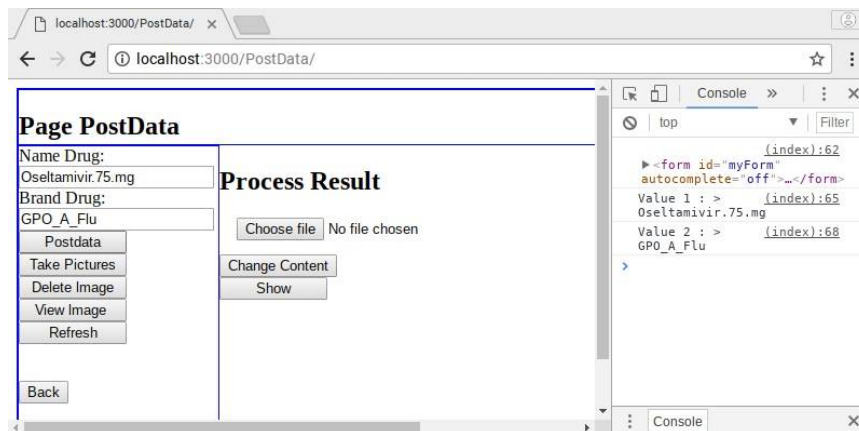 localhost:3000/PostData/
localhost:3000/PostData/
Page PostData
Name Drug:
Oseltamivir.75.mg
Brand Drug:
GPO_A_Flu
Postdata
Take Pictures
Delete Image
View Image
Refresh
Back
Process Result
Choose file No file chosen
Change Content
Show
Console »
top ▼ Filter
(index):62
▶<form id="myForm"
autocomplete="off">…</form>
Value 1 : > (index):65
Oseltamivir.75.mg
Value 2 : > (index):68
GPO_A_Flu
>
Console